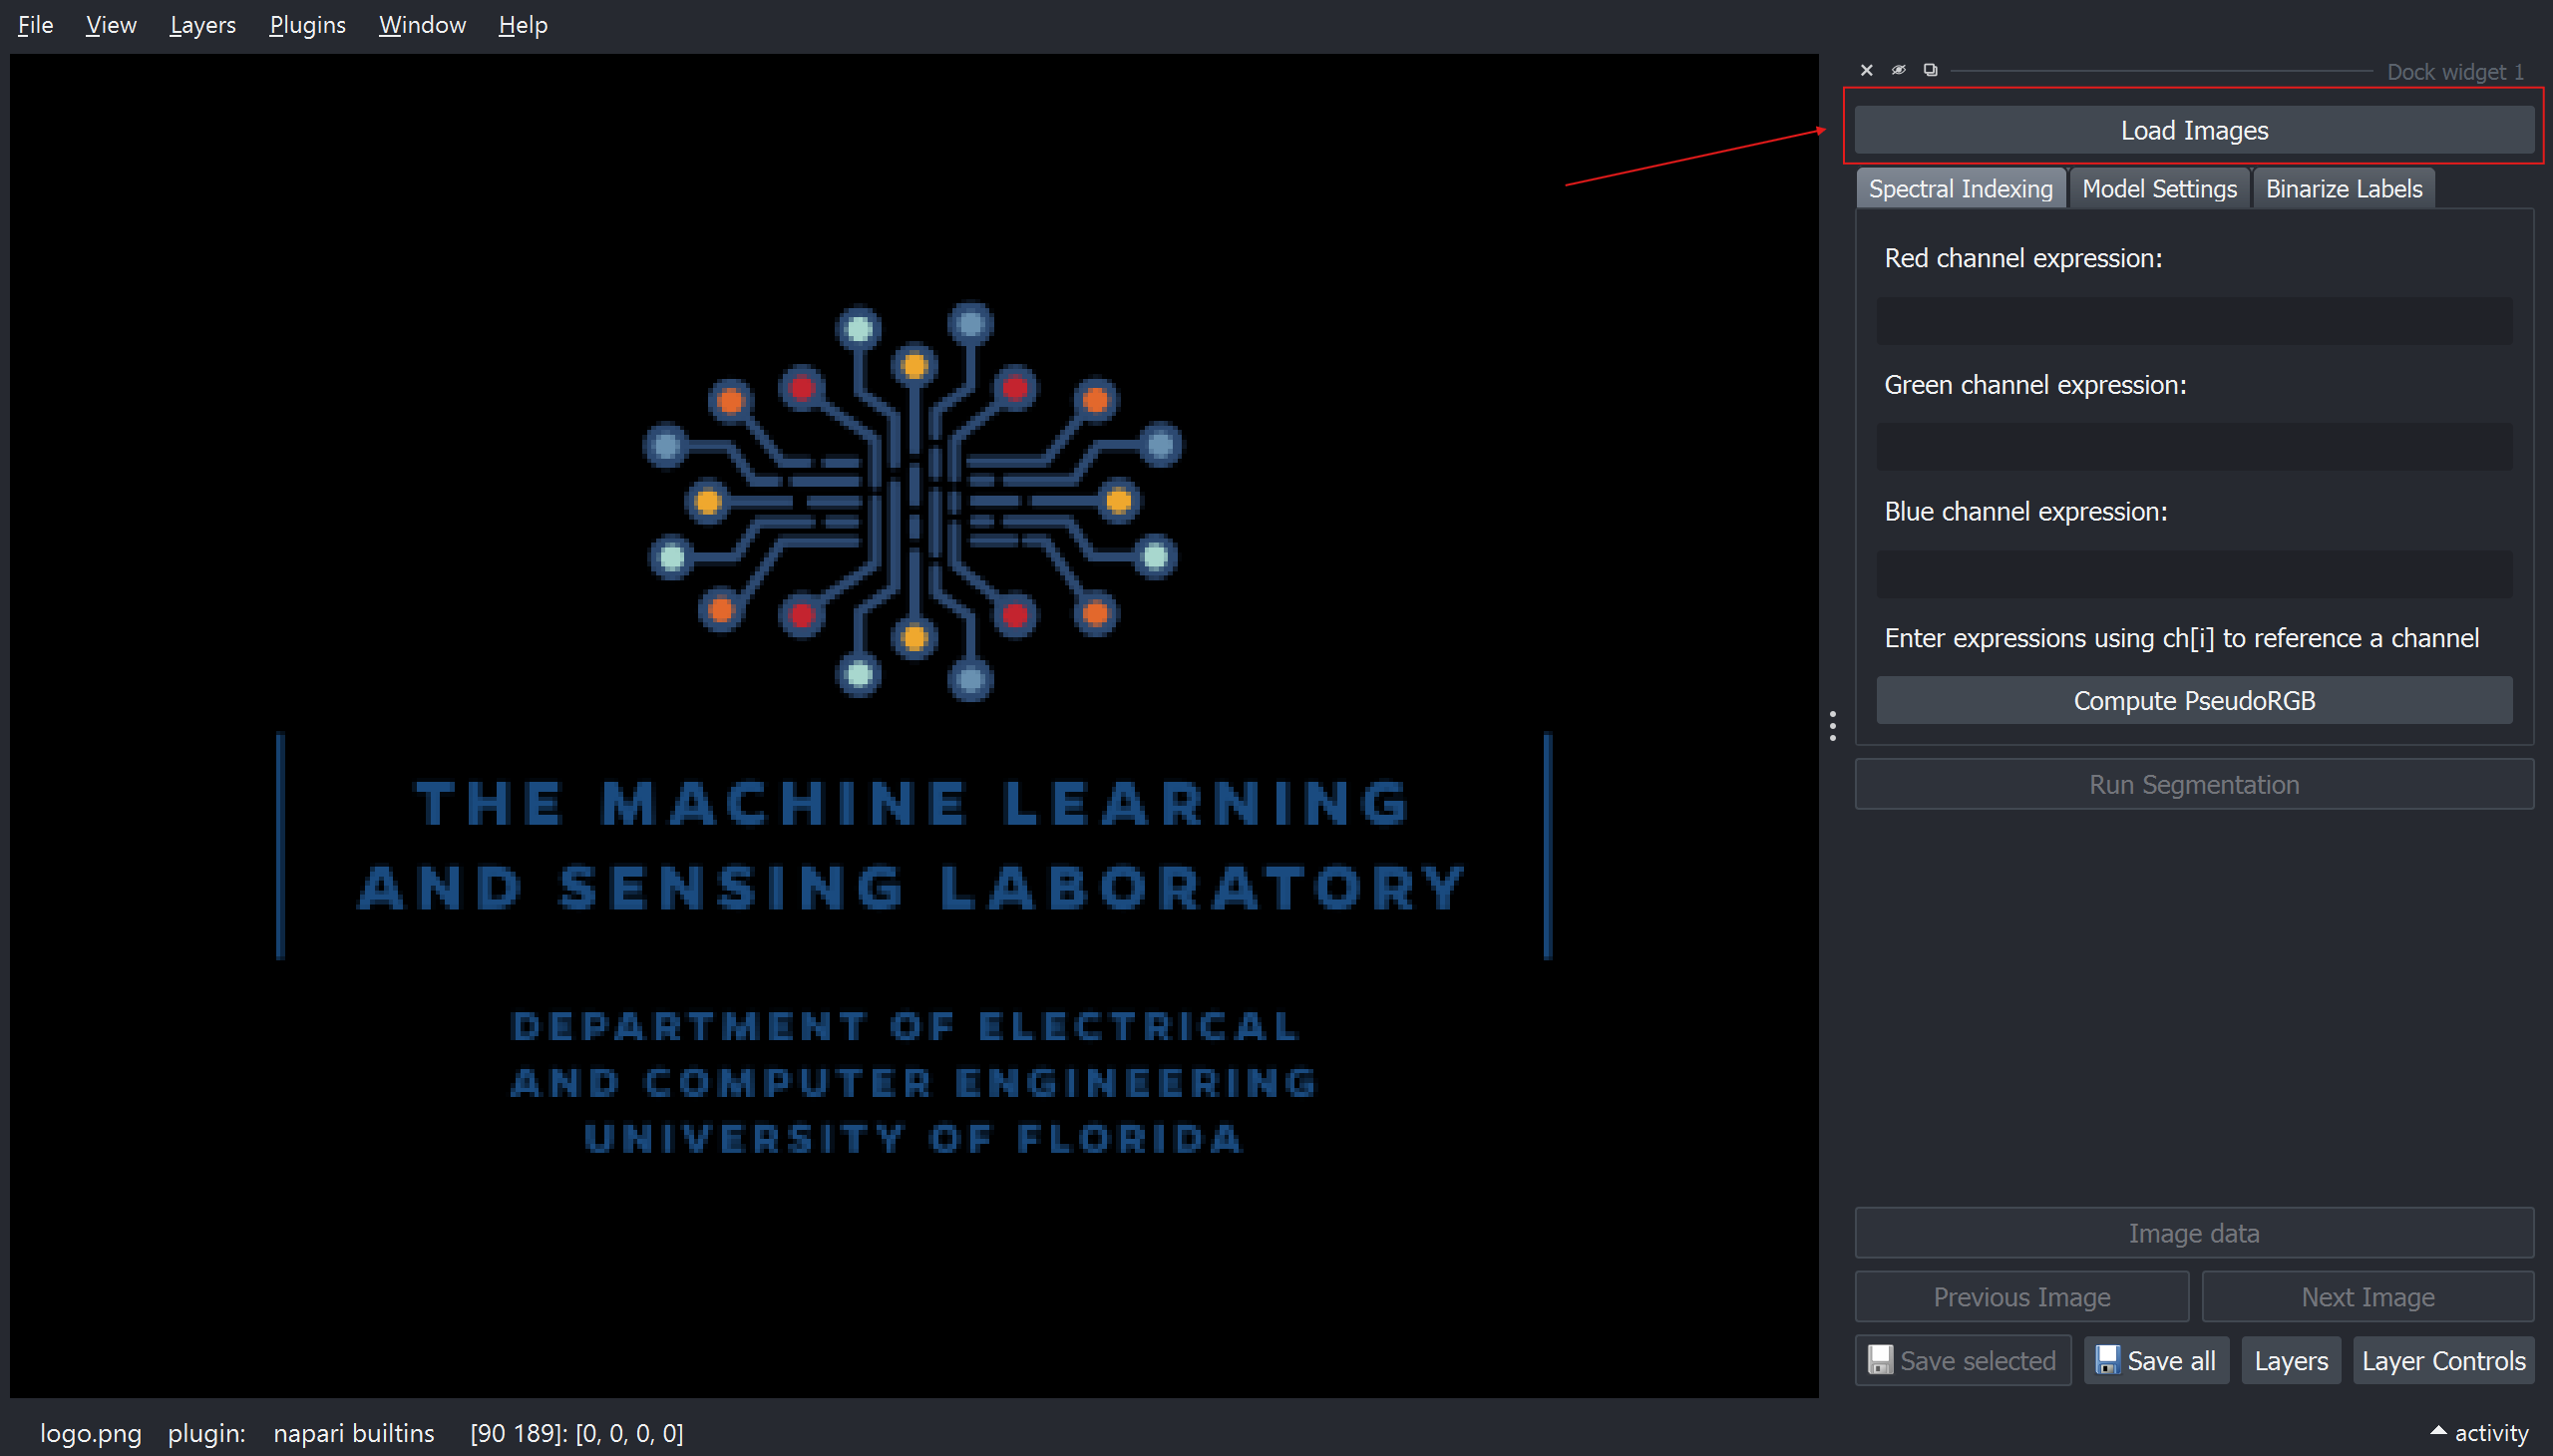 File View Layers Plugins Window Help
Dock widget 1
Load Images
Spectral Indexing Model Settings Binarize Labels
Red channel expression:
Green channel expression:
Blue channel expression:
Enter expressions using ch[i] to reference a channel
Compute PseudoRGB
Run Segmentation
THE MACHINE LEARNING
AND SENSING LABORATORY
DEPARTMENT OF ELECTRICAL
AND COMPUTER ENGINEERING
UNIVERSITY OF FLORIDA
Image data
Previous Image Next Image
Save selected Save all Layers Layer Controls
logo.png plugin: napari builtins [90 189]: [0, 0, 0, 0] activity